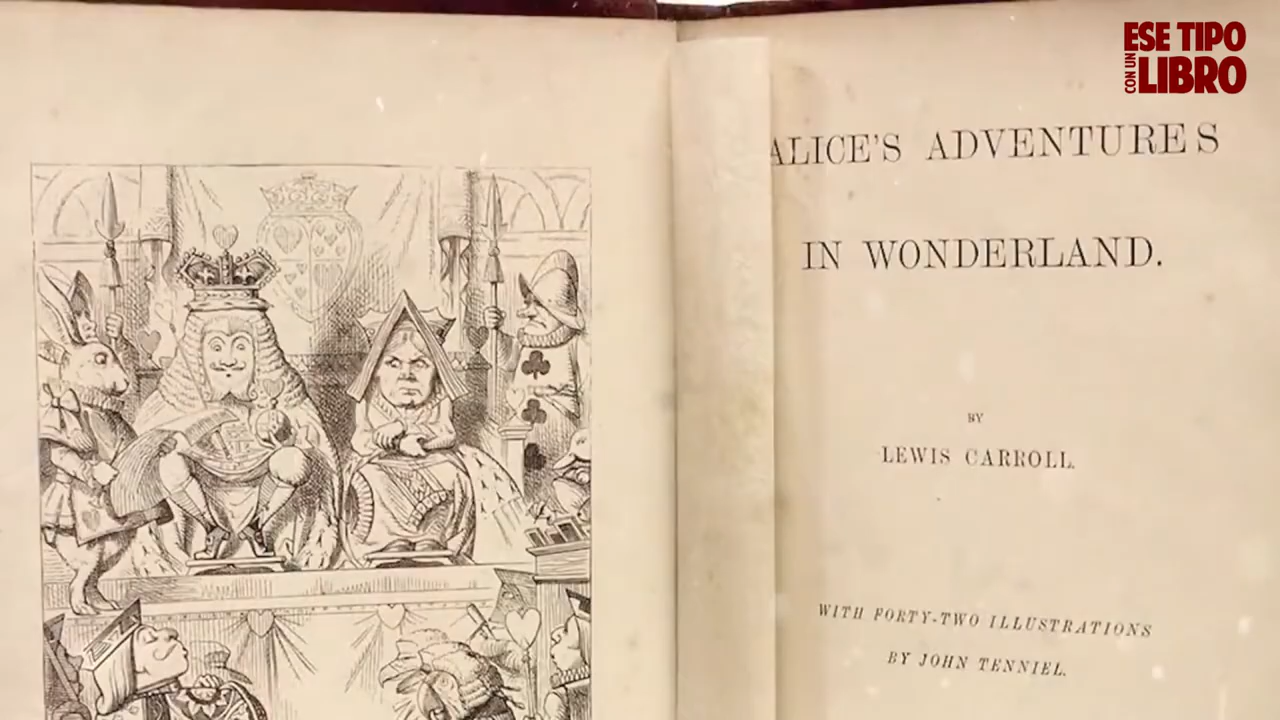 ESE TIPO
CON UN
LIBRO
ALICE'S ADVENTURES
IN WONDERLAND.
BY
LEWIS CARROLL.
WITH FORTY-TWO ILLUSTRATIONS
BY JOHN TENNIEL.